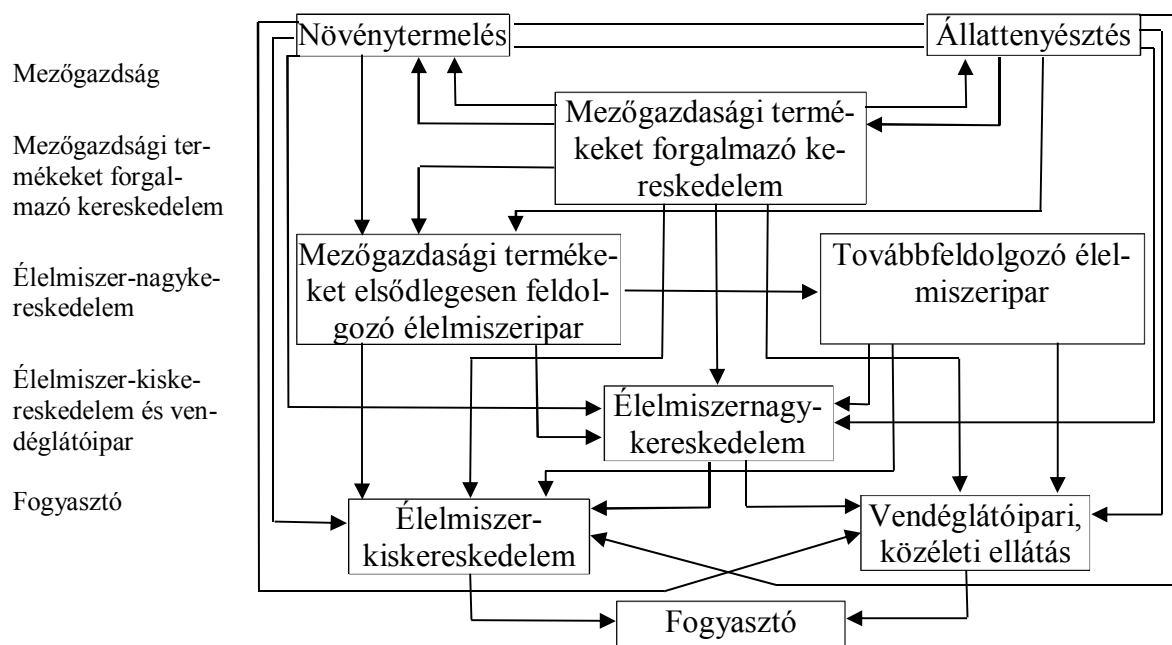 Növénytermelés
Állattenyésztés
Mezőgazdság
Mezőgazdsági ter-
mékeket forgal-
mazó kereskedelem
Élelmiszer-nagyke-
reskedelem
Élelmiszer-kiske-
reskedelem és ven-
déglátóipar
Fogyasztó
Mezőgazdasági termé-
keket forgalmazó ke-
reskedelem
Mezőgazdasági terméke-
ket elsődlegesen feldol-
gozó élelmiszeripar
Továbbfeldolgozó élel-
miszeripar
Élelmiszernagy-
kereskedelem
Élelmiszer-
kiskereskedelem
Vendéglátóipari,
közéleti ellátás
Fogyasztó